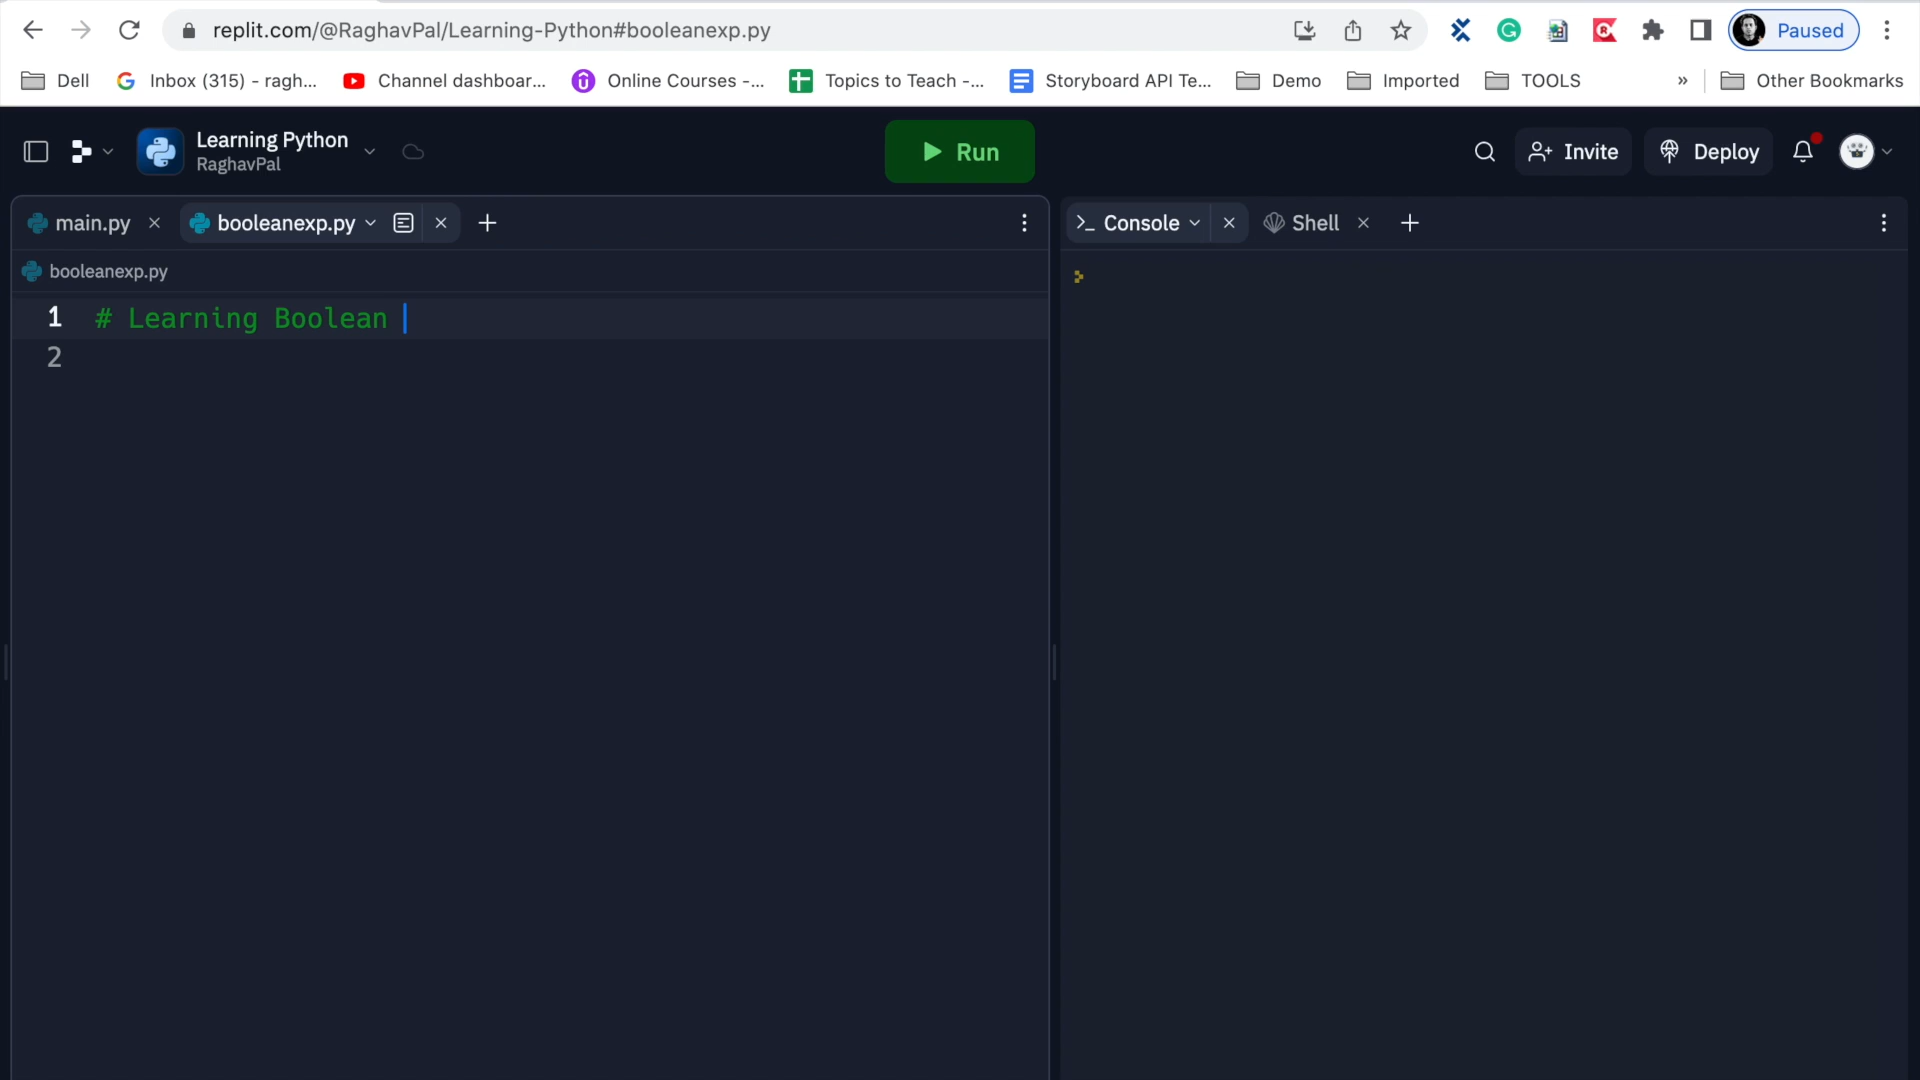 replit.com/@RaghavPal/Learning-Python#booleanexp.py
Paused
Dell
Inbox (315) - ragh...
Channel dashboar...
Online Courses -...
Topics to Teach -...
Storyboard API Te...
Demo
Imported
TOOLS
»
Other Bookmarks
Learning Python
RaghavPal
Run
Invite
Deploy
main.py
booleanexp.py
Console
Shell
booleanexp.py
1 # Learning Boolean
2